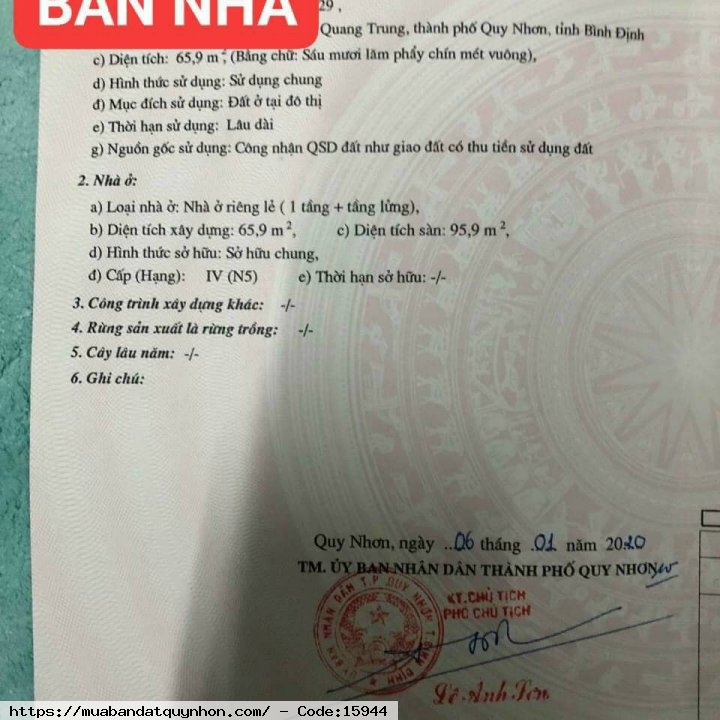 BÁN NHÀ
29 ,
Quang Trung, thành phố Quy Nhơn, tỉnh Bình Định
c) Diện tích: 65,9 m², (Bằng chữ: Sáu mươi lăm phẩy chín mét vuông),
d) Hình thức sử dụng: Sử dụng chung
đ) Mục đích sử dụng: Đất ở tại đô thị
e) Thời hạn sử dụng: Lâu dài
g) Nguồn gốc sử dụng: Công nhận QSD đất như giao đất có thu tiền sử dụng đất
2. Nhà ở:
a) Loại nhà ở: Nhà ở riêng lẻ ( 1 tầng + tầng lửng),
b) Diện tích xây dựng: 65,9 m², c) Diện tích sàn: 95,9 m²,
d) Hình thức sở hữu: Sở hữu chung,
đ) Cấp (Hạng): IV (N5) e) Thời hạn sở hữu: -/-
3. Công trình xây dựng khác: -/-
4. Rừng sản xuất là rừng trồng: -/-
5. Cây lâu năm: -/-
6. Ghi chú:
Quy Nhơn, ngày ..06 tháng .01 năm 2020
TM. ỦY BAN NHÂN DÂN THÀNH PHỐ QUY NHƠN
KT.CHỦ TỊCH
PHÓ CHỦ TỊCH
ỦY BAN NHÂN DÂN T.P. QUY NHƠN T. BÌNH ĐỊNH
Lê Anh Sơn
https://muabandatquynhon.com/ - Code:15944